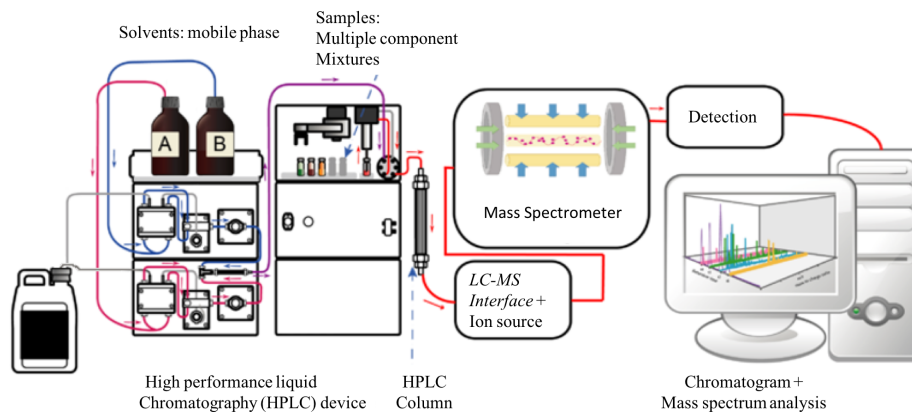 Solvents: mobile phase
Samples:
Multiple component
Mixtures
A
B
Mass Spectrometer
Detection
LC-MS
Interface +
Ion source
High performance liquid
Chromatography (HPLC) device
HPLC
Column
Chromatogram +
Mass spectrum analysis